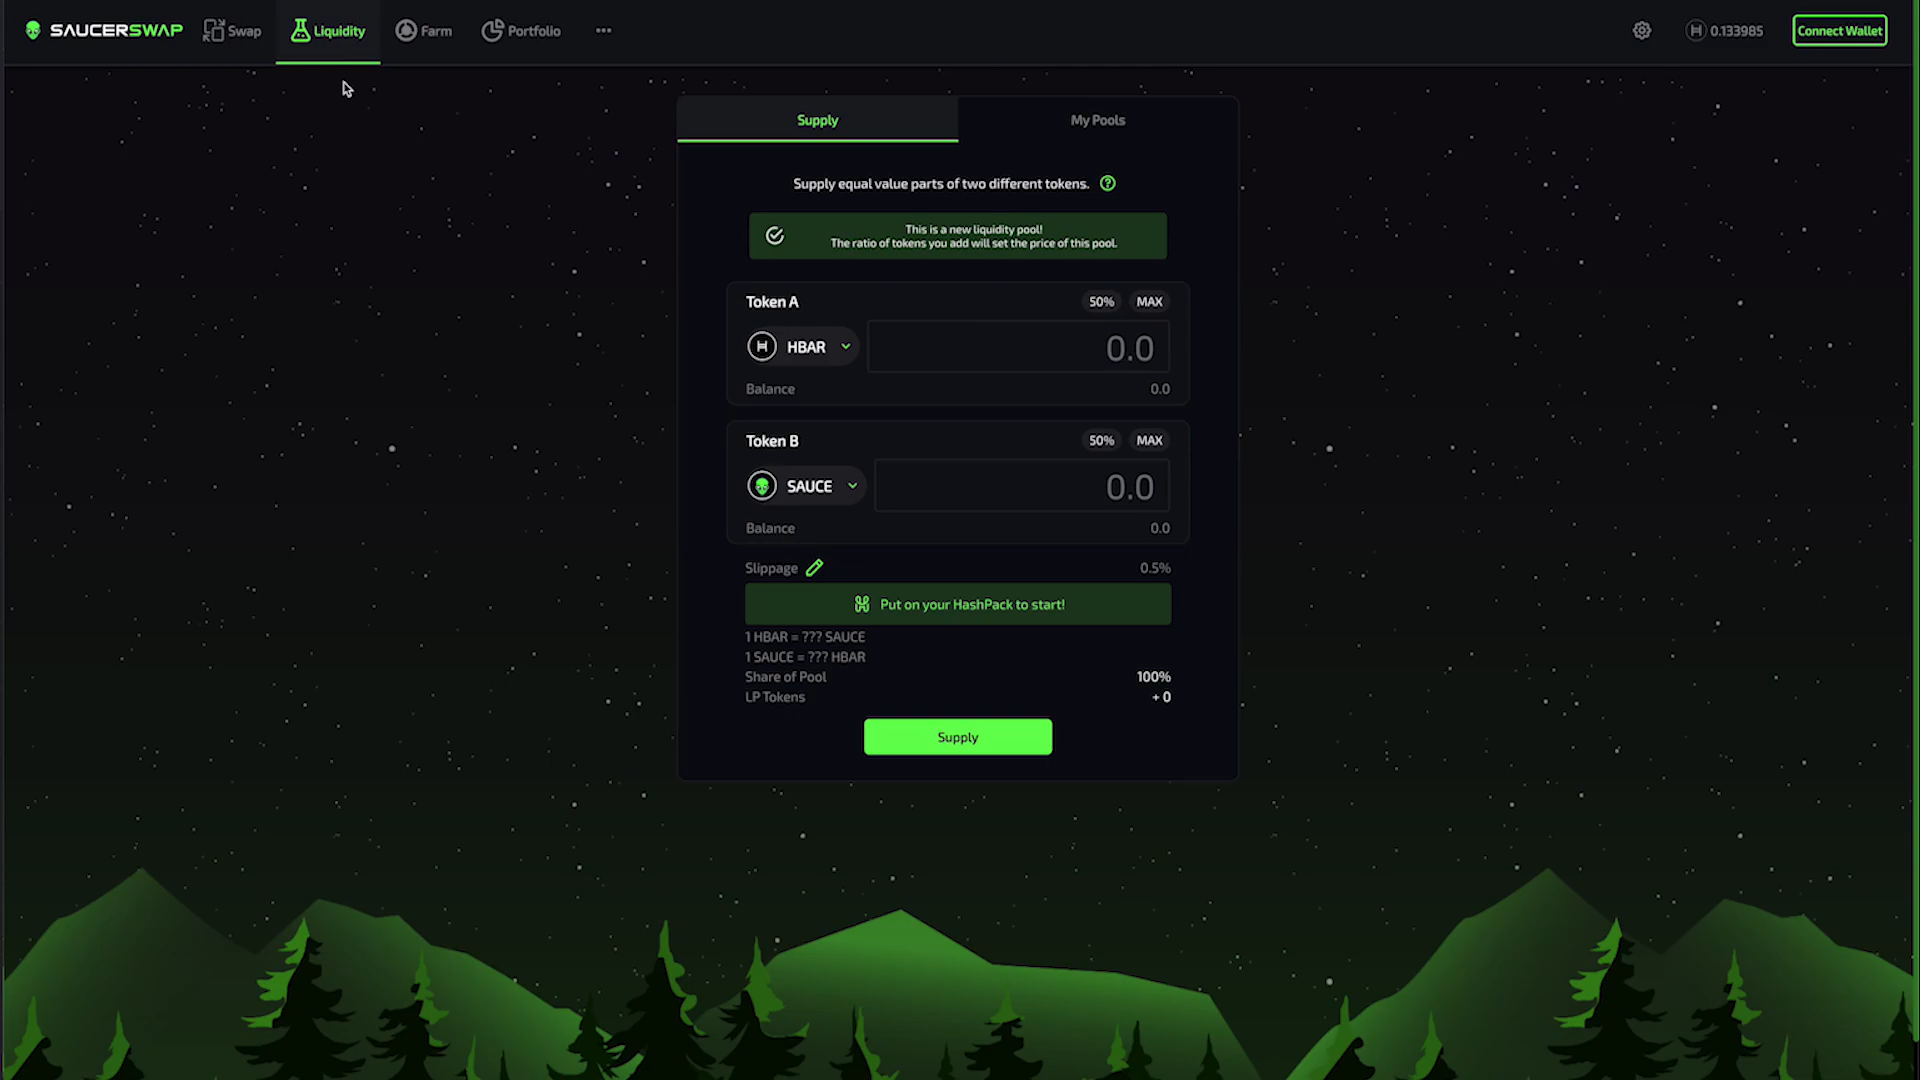 SAUCERSWAP
Swap
Liquidity
Farm
Portfolio
0.133985
Connect Wallet
Supply
My Pools
Supply equal value parts of two different tokens.
This is a new liquidity pool!
The ratio of tokens you add will set the price of this pool.
Token A
50%
MAX
HBAR
0.0
Balance
0.0
Token B
50%
MAX
SAUCE
0.0
Balance
0.0
Slippage
0.5%
Put on your HashPack to start!
1 HBAR = ??? SAUCE
1 SAUCE = ??? HBAR
Share of Pool
100%
LP Tokens
+ 0
Supply